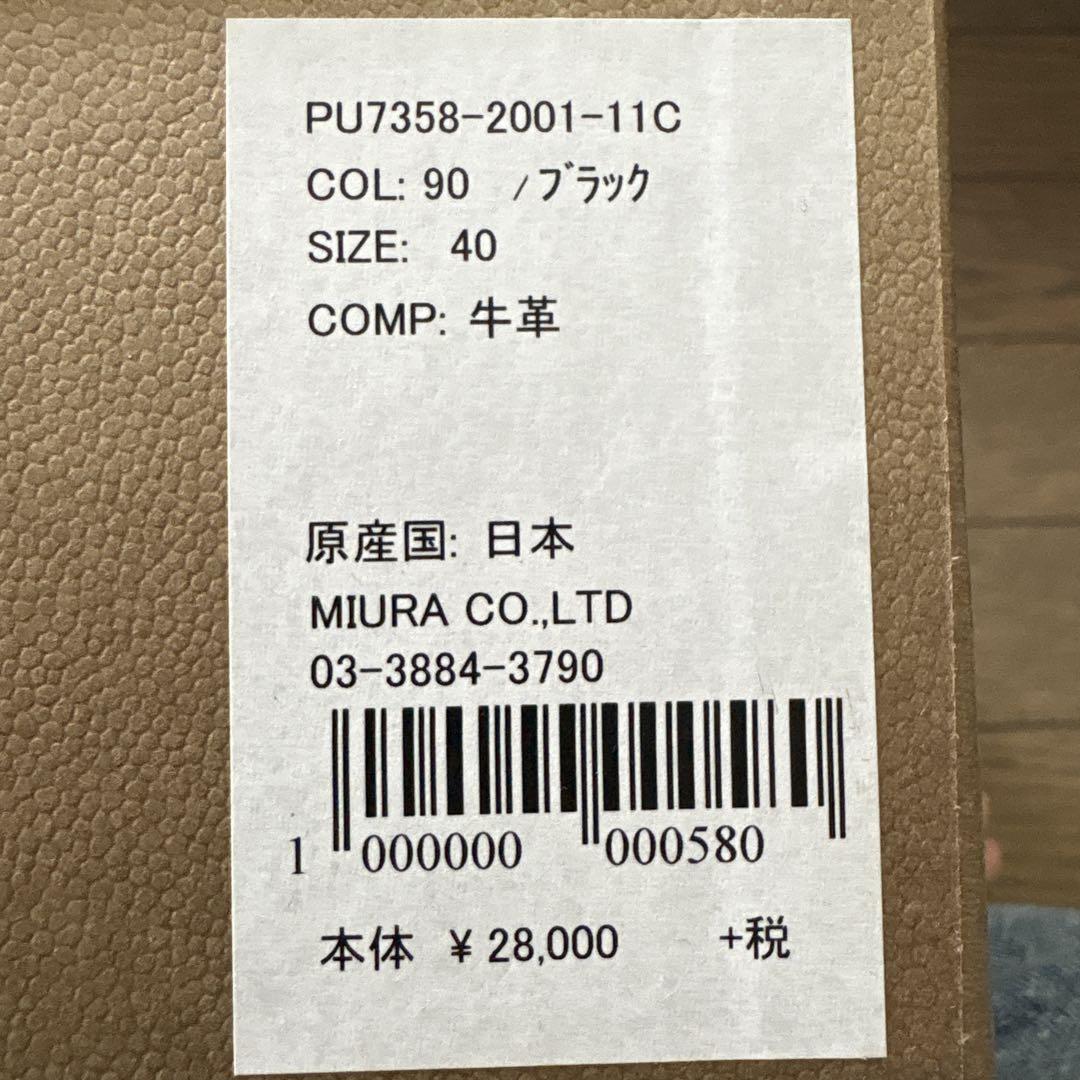 PU7358-2001-11C
COL: 90 /ブラック
SIZE: 40
COMP: 牛革
原産国: 日本
MIURA CO.,LTD
03-3884-3790
1 000000 000580
本体 ¥ 28,000 +税